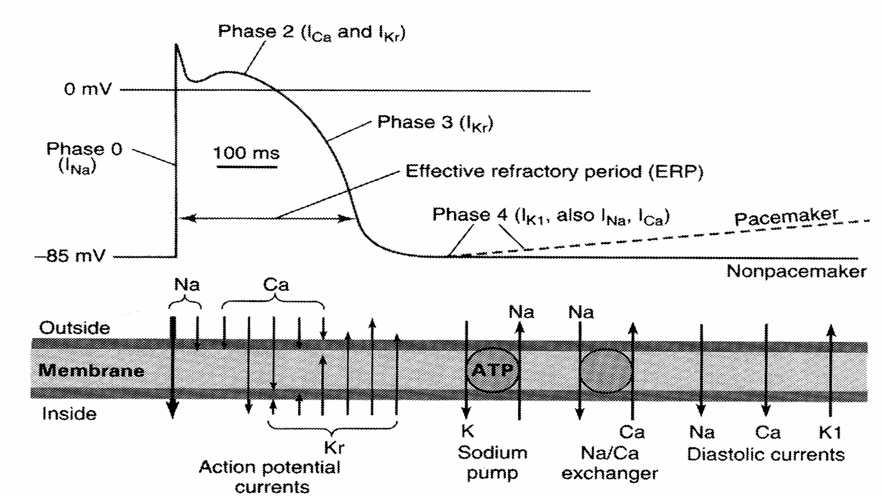 Phase 2 (ICa and IKr)
0 mV
Phase 3 (IKr)
Phase 0
(INa)
100 ms
Effective refractory period (ERP)
Phase 4 (IK1, also INa, ICa)
Pacemaker
–85 mV
Nonpacemaker
Na
Ca
Na
Na
Outside
Membrane
ATP
Inside
K
Ca
Na
Ca
K1
Kr
Action potential
currents
Sodium
pump
Na/Ca
exchanger
Diastolic currents